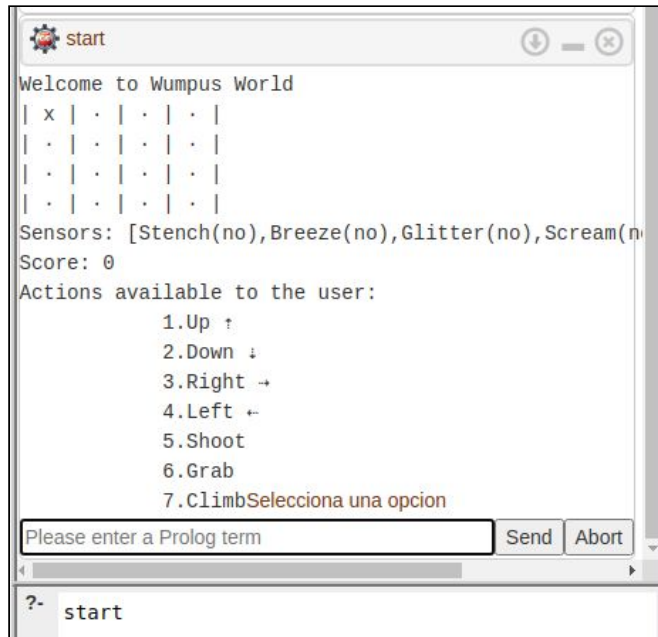 start
Welcome to Wumpus World
| x | · | · | · |
| · | · | · | · |
| · | · | · | · |
| · | · | · | · |
Sensors: [Stench(no),Breeze(no),Glitter(no),Scream(n
Score: 0
Actions available to the user:
1.Up ↑
2.Down ↓
3.Right →
4.Left ←
5.Shoot
6.Grab
7.ClimbSelecciona una opcion
Please enter a Prolog term Send Abort
?- start